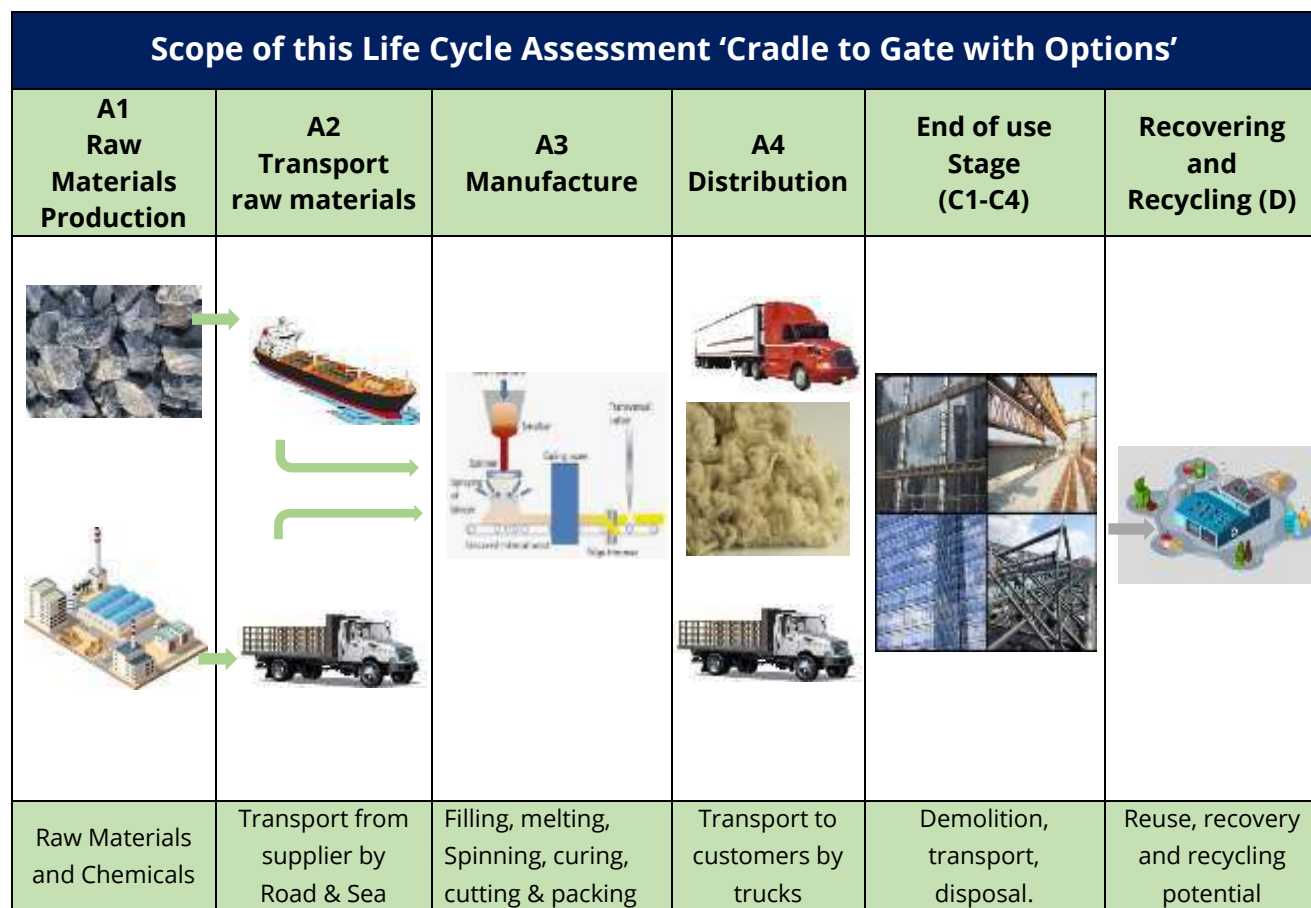 Scope of this Life Cycle Assessment ‘Cradle to Gate with Options’
A1
Raw
Materials
Production
A2
Transport
raw materials
A3
Manufacture
A4
Distribution
End of use
Stage
(C1-C4)
Recovering
and
Recycling (D)
Raw Materials
and Chemicals
Transport from
supplier by
Road & Sea
Filling, melting,
Spinning, curing,
cutting & packing
Transport to
customers by
trucks
Demolition,
transport,
disposal.
Reuse, recovery
and recycling
potential